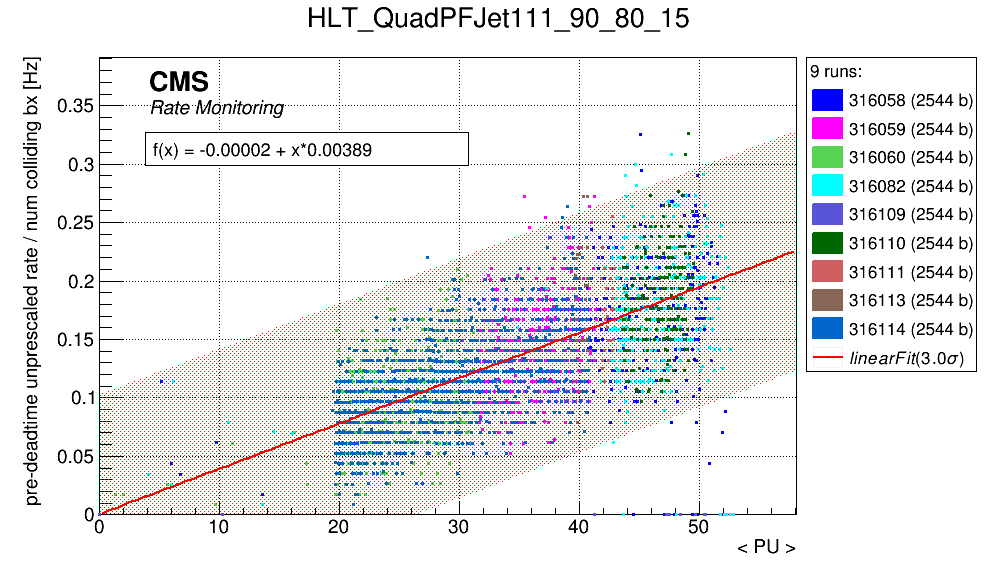 HLT_QuadPFJet111_90_80_15
pre-deadtime unprescaled rate / num colliding bx [Hz]
CMS
Rate Monitoring
f(x) = -0.00002 + x*0.00389
0.35
0.3
0.25
0.2
0.15
0.1
0.05
0
0 10 20 30 40 50
< PU >
9 runs:
316058 (2544 b)
316059 (2544 b)
316060 (2544 b)
316082 (2544 b)
316109 (2544 b)
316110 (2544 b)
316111 (2544 b)
316113 (2544 b)
316114 (2544 b)
linearFit(3.0σ)